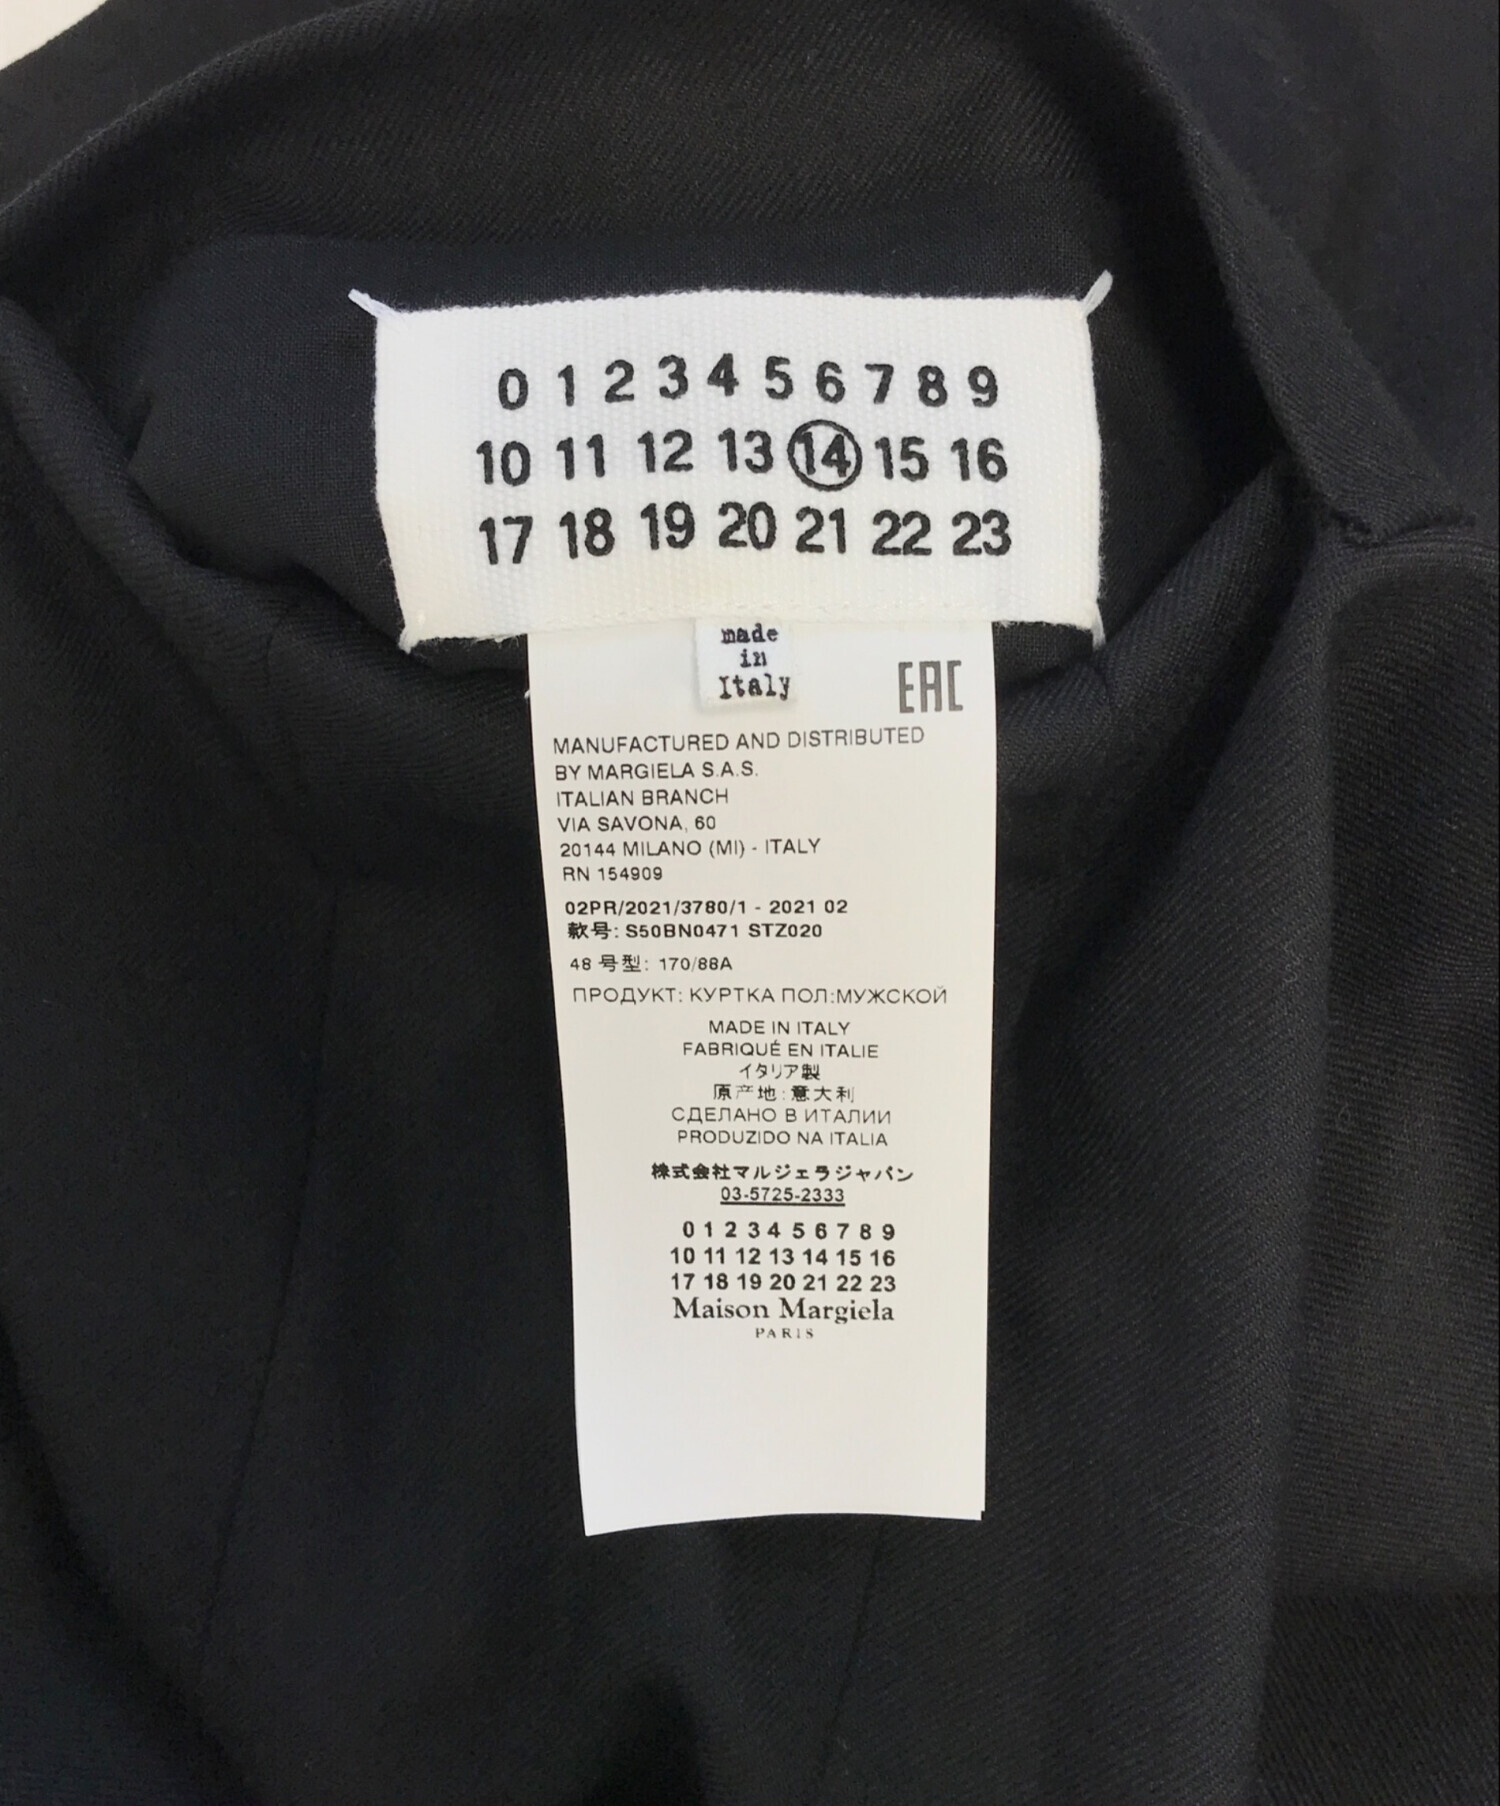 0 1 2 3 4 5 6 7 8 9
10 11 12 13 14 15 16
17 18 19 20 21 22 23
made
in
Italy
EAC
MANUFACTURED AND DISTRIBUTED
BY MARGIELA S.A.S.
ITALIAN BRANCH
VIA SAVONA, 60
20144 MILANO (MI) - ITALY
RN 154909
02PR/2021/3780/1 - 2021 02
款号: S50BN0471 STZ020
48 号型: 170/88A
ПРОДУКТ: КУРТКА ПОЛ:МУЖСКОЙ
MADE IN ITALY
FABRIQUÉ EN ITALIE
イタリア製
原产地:意大利
СДЕЛАНО В ИТАЛИИ
PRODUZIDO NA ITALIA
株式会社マルジェラジャパン
03-5725-2333
0 1 2 3 4 5 6 7 8 9
10 11 12 13 14 15 16
17 18 19 20 21 22 23
Maison Margiela
PARIS